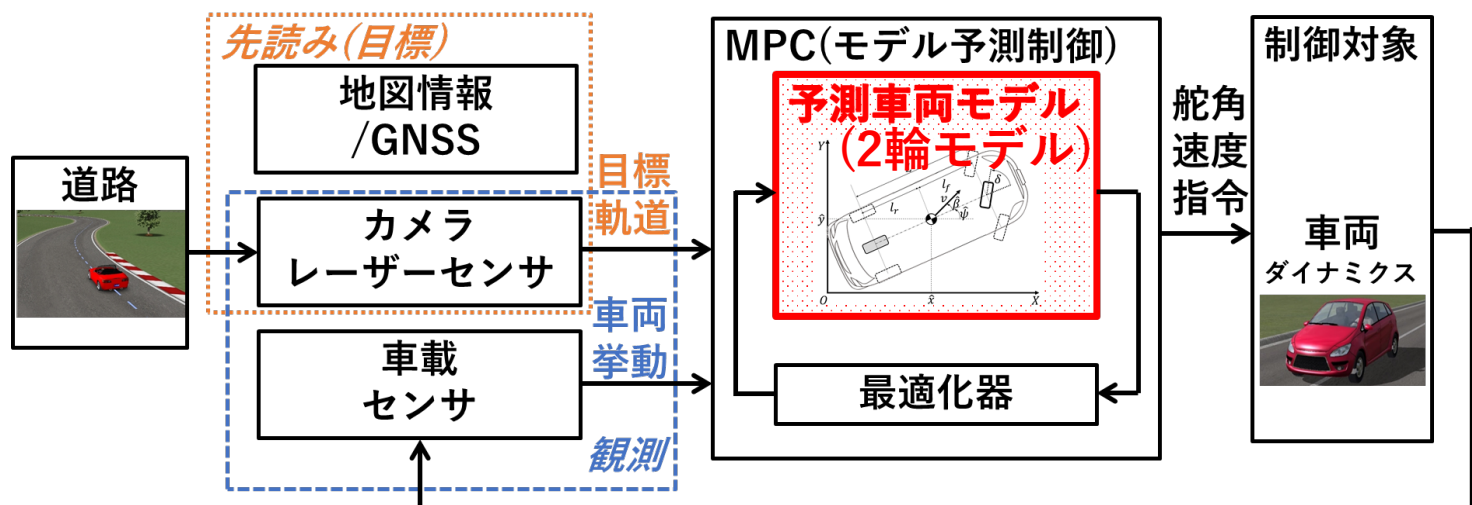 先読み(目標)
地図情報
/GNSS
道路
カメラ
レーザーセンサ
目標
軌道
車載
センサ
車両
挙動
観測
MPC(モデル予測制御)
予測車両モデル
(2輪モデル)
Y
ŷ
l_r
l_f
v
β̂
ψ̂
δ
O
x̂
X
最適化器
舵角
速度
指令
制御対象
車両
ダイナミクス